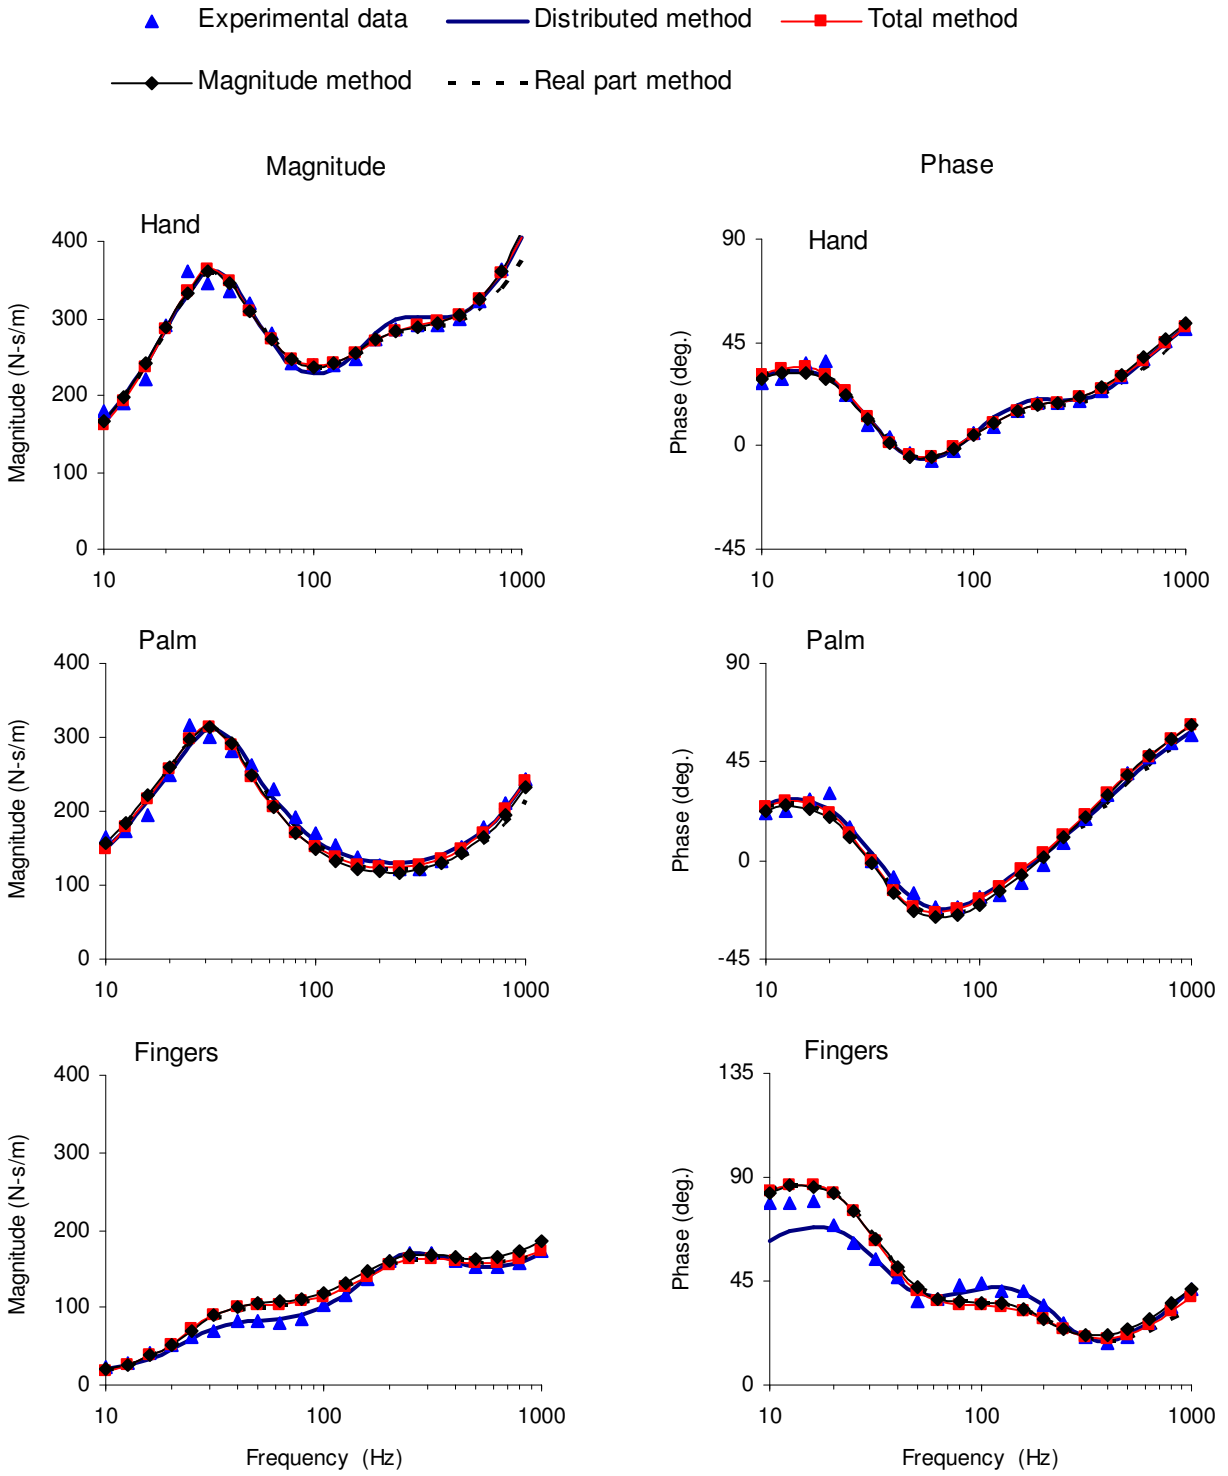 Experimental data Distributed method Total method
Magnitude method Real part method
Magnitude Phase
Hand
400
300
200
100
0
10 100 1000
Magnitude (N-s/m)
Hand
90
45
0
-45
10 100 1000
Phase (deg.)
Palm
400
300
200
100
0
10 100 1000
Magnitude (N-s/m)
Palm
90
45
0
-45
10 100 1000
Phase (deg.)
Fingers
400
300
200
100
0
10 100 1000
Magnitude (N-s/m)
Frequency (Hz)
Fingers
135
90
45
0
10 100 1000
Phase (deg.)
Frequency (Hz)